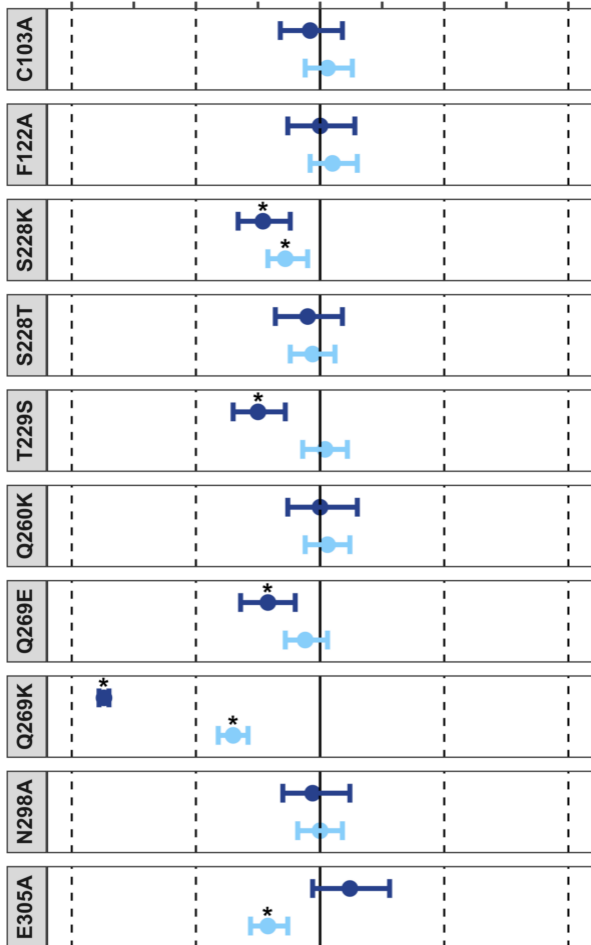 C103A
F122A
*
S228K
*
S228T
*
T229S
Q260K
*
Q269E
*
Q269K
*
N298A
E305A
*